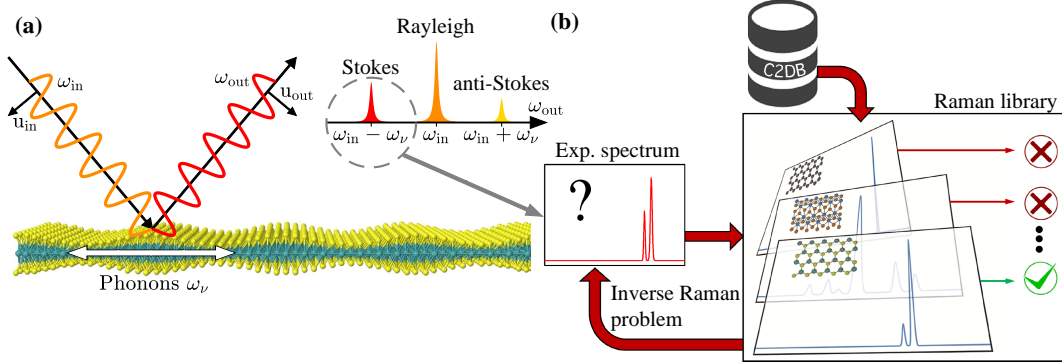 (a)
ω_in
u_in
ω_out
u_out
Phonons ω_ν
Rayleigh
Stokes
anti-Stokes
ω_out
ω_in − ω_ν
ω_in
ω_in + ω_ν
(b)
C2DB
Raman library
Exp. spectrum
?
Inverse Raman
problem